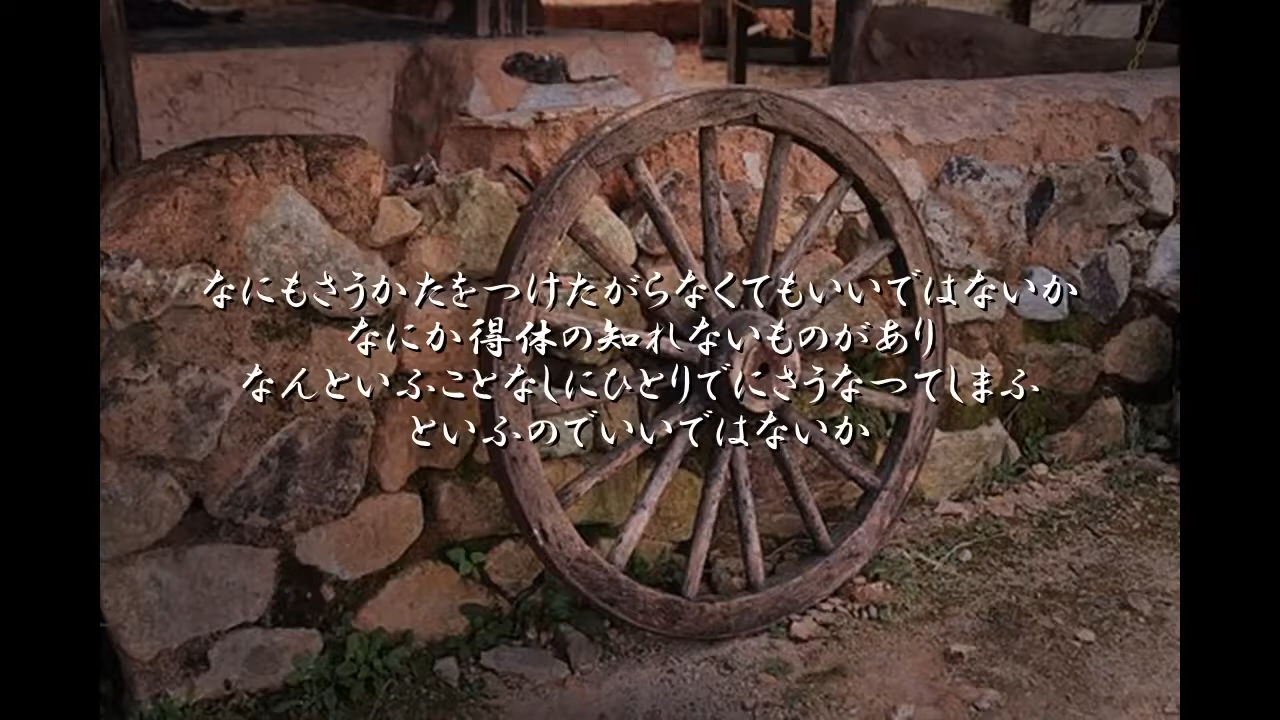 なにもさうかたをつけたがらなくてもいいではないか
なにか得体の知れないものがあり
なんといふことなしにひとりでにさうなつてしまふ
といふのでいいではないか